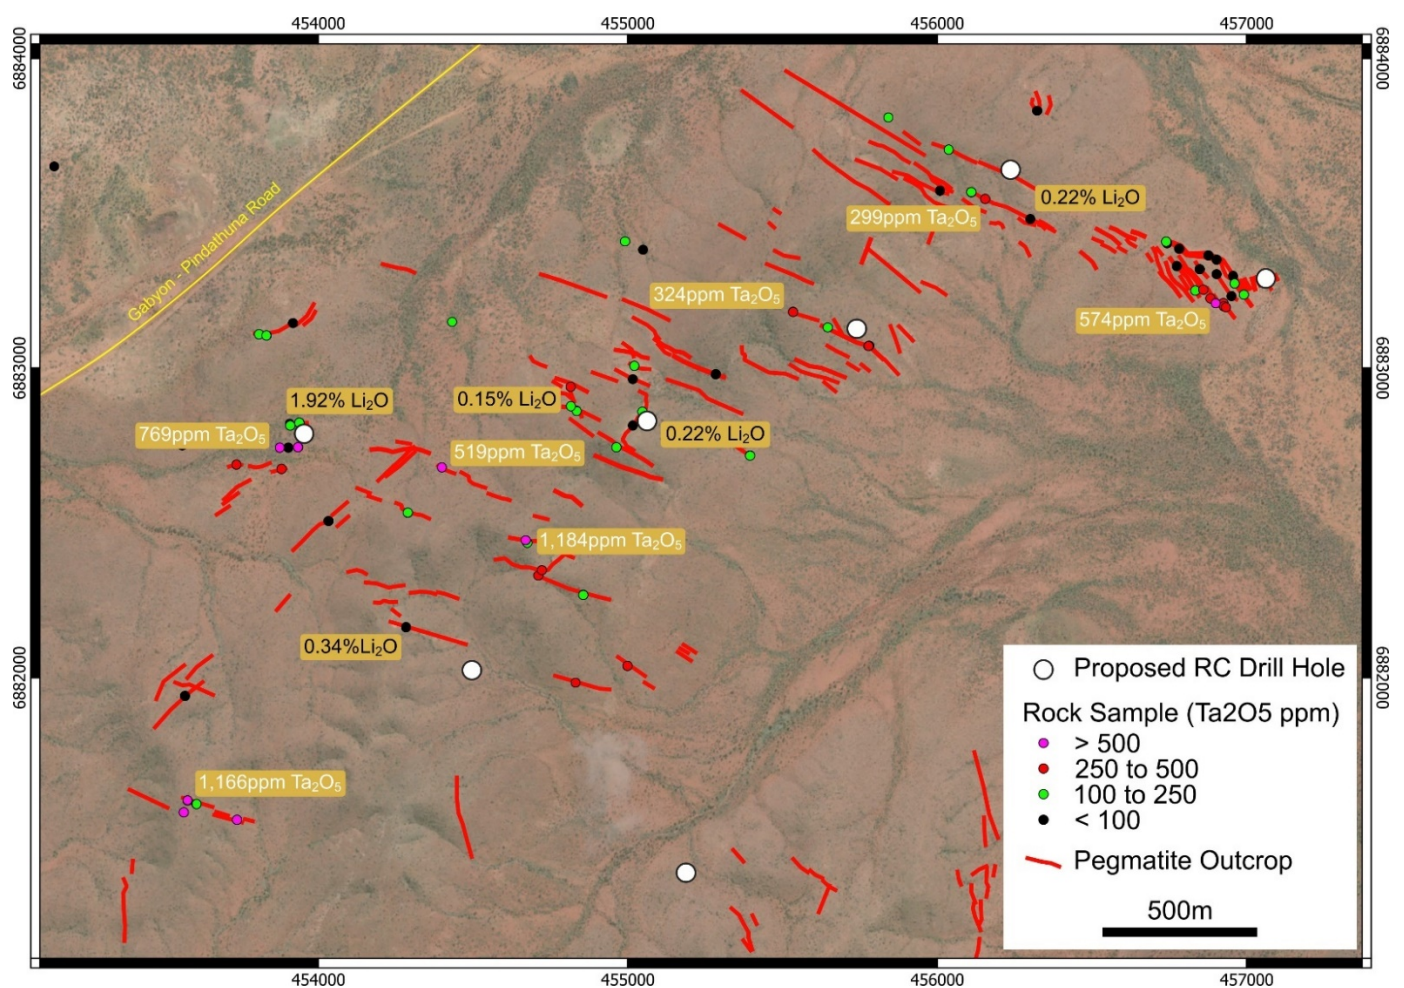 454000 455000 456000 457000
6884000 6884000
Gabyon - Pindathuna Road
0.22% Li₂O
299ppm Ta₂O₅
324ppm Ta₂O₅
574ppm Ta₂O₅
6883000 6883000
1.92% Li₂O
0.15% Li₂O
769ppm Ta₂O₅
0.22% Li₂O
519ppm Ta₂O₅
1,184ppm Ta₂O₅
0.34%Li₂O
6882000 6882000
1,166ppm Ta₂O₅
Proposed RC Drill Hole
Rock Sample (Ta2O5 ppm)
> 500
250 to 500
100 to 250
< 100
Pegmatite Outcrop
500m
454000 455000 456000 457000